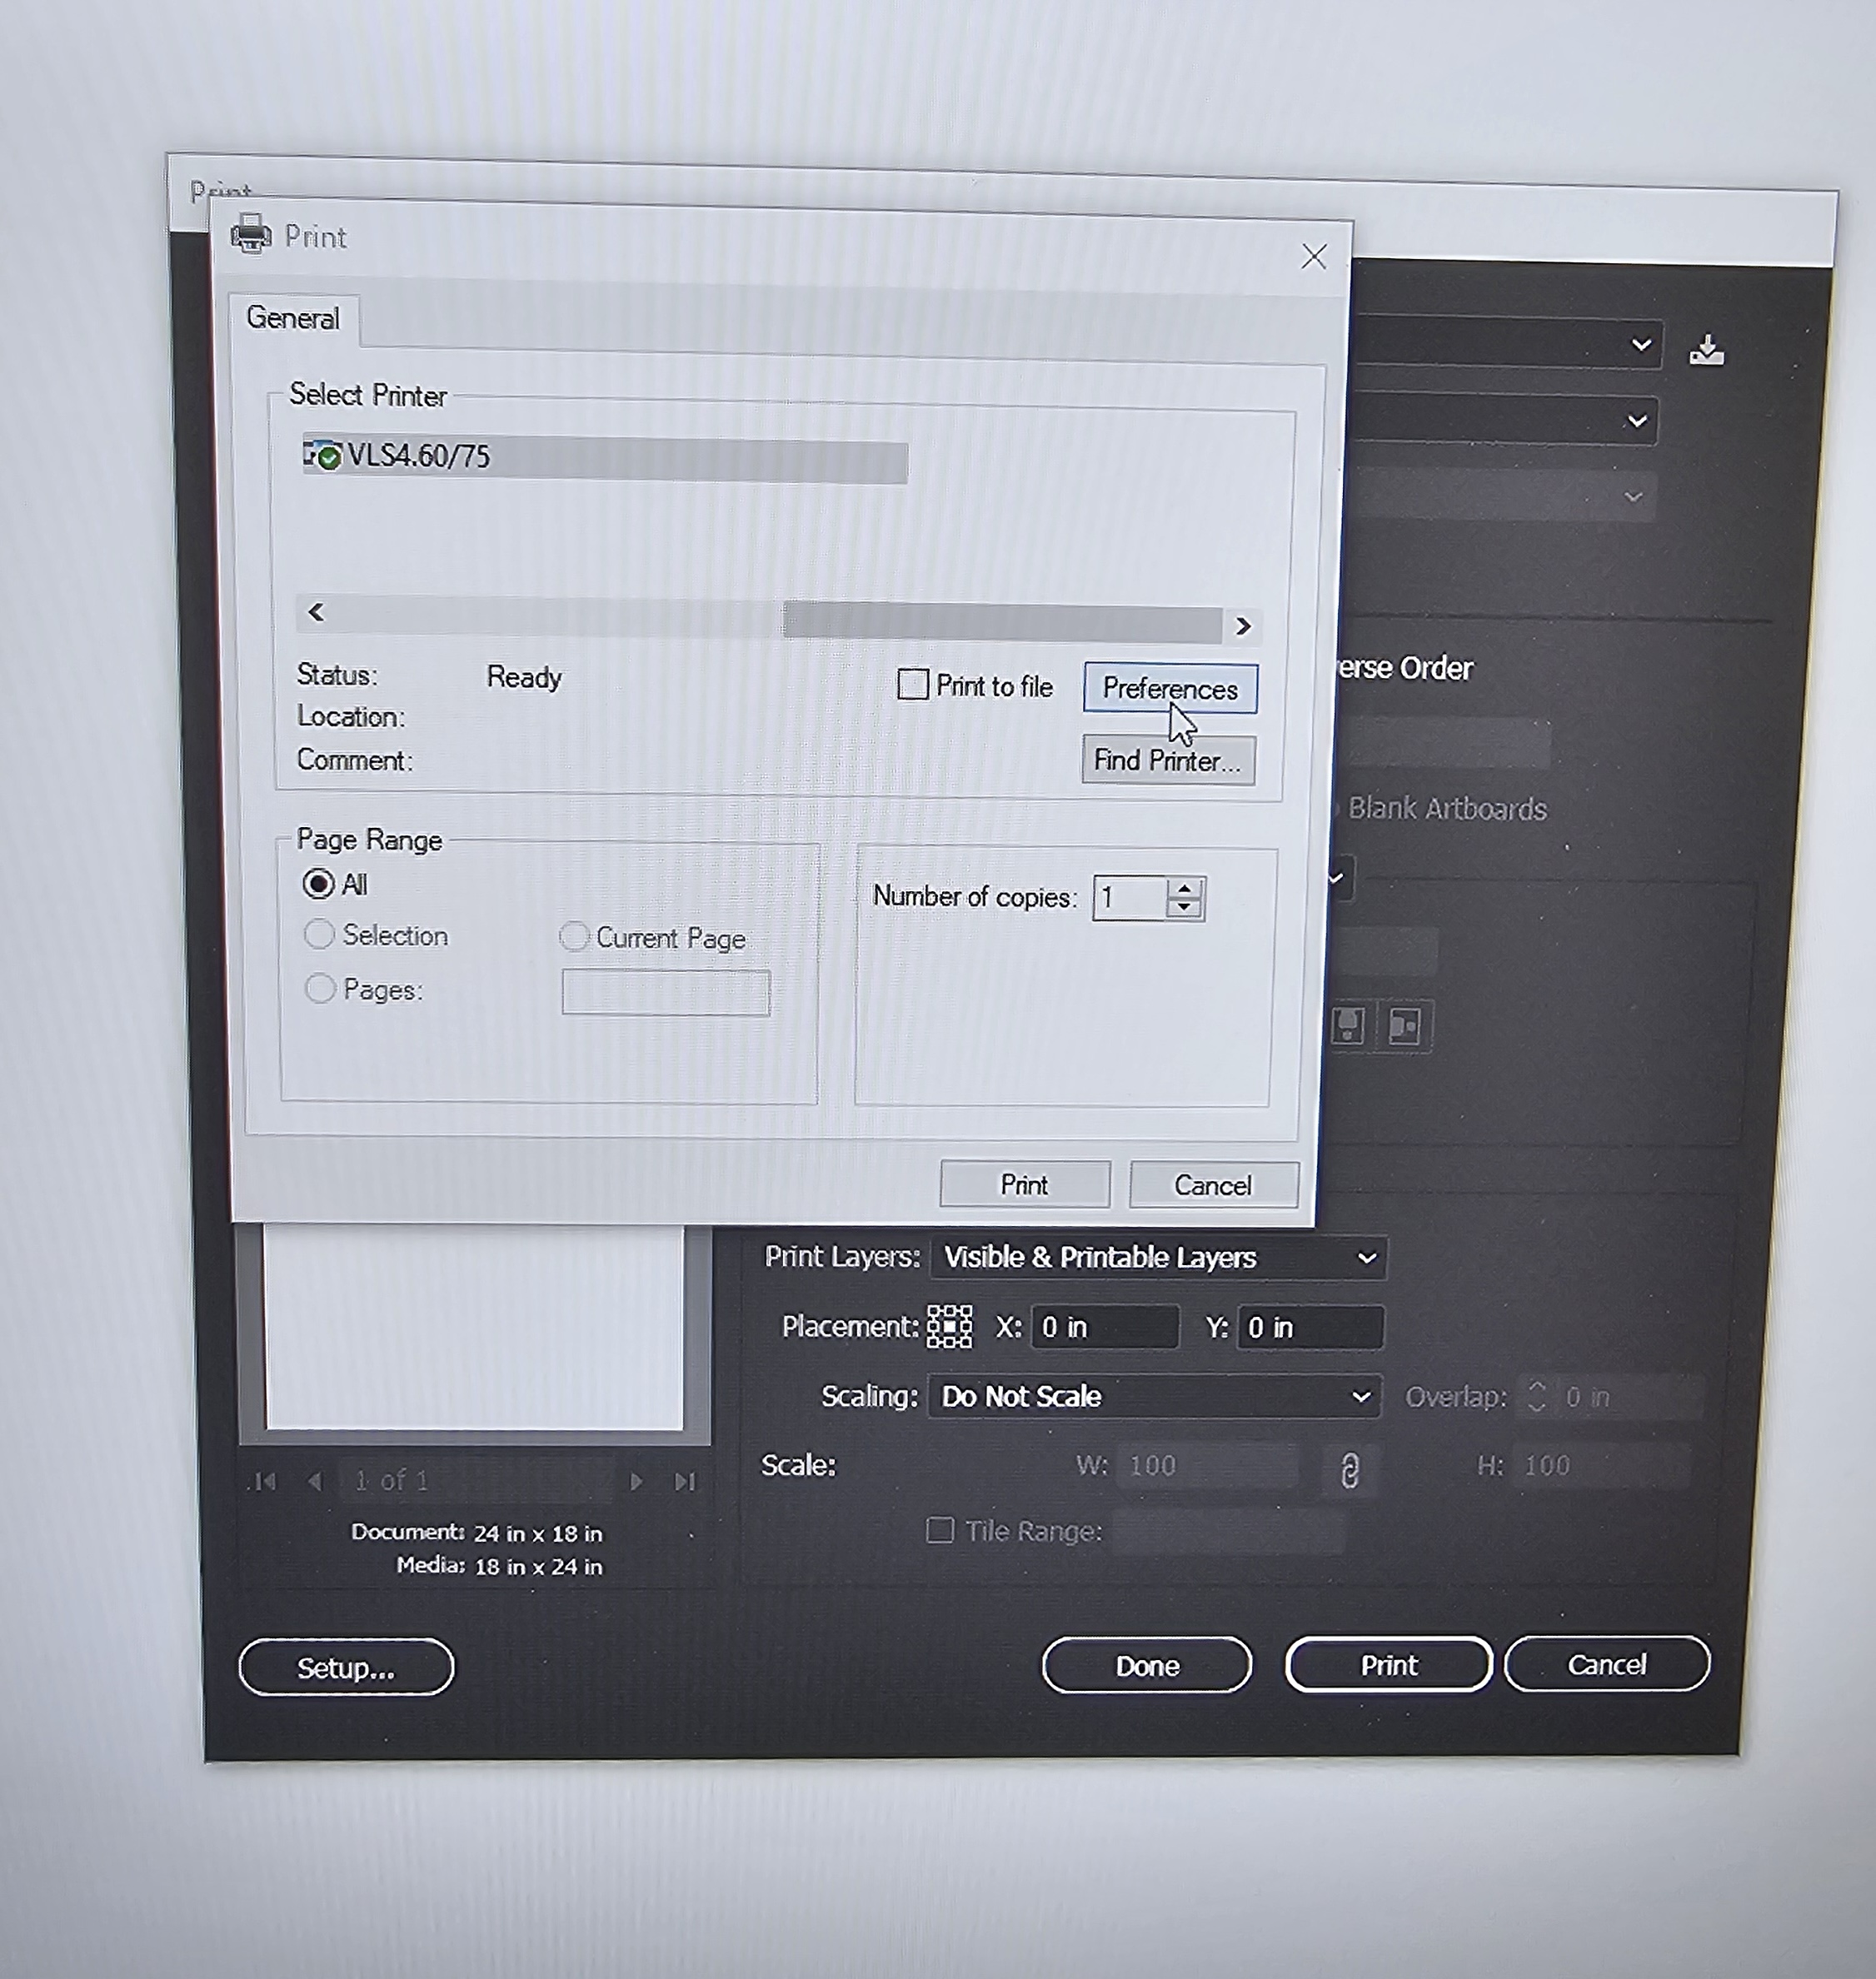 Print
Print
General
Select Printer
VLS4.60/75
Status: Ready
Print to file
Preferences
Location:
Comment:
Find Printer...
Page Range
All
Selection
Current Page
Pages:
Number of copies: 1
Print
Cancel
erse Order
Blank Artboards
Print Layers: Visible & Printable Layers
Placement: X: 0 in Y: 0 in
Scaling: Do Not Scale Overlap: 0 in
Scale: W: 100 H: 100
Tile Range:
1 of 1
Document: 24 in x 18 in
Media: 18 in x 24 in
Setup...
Done
Print
Cancel